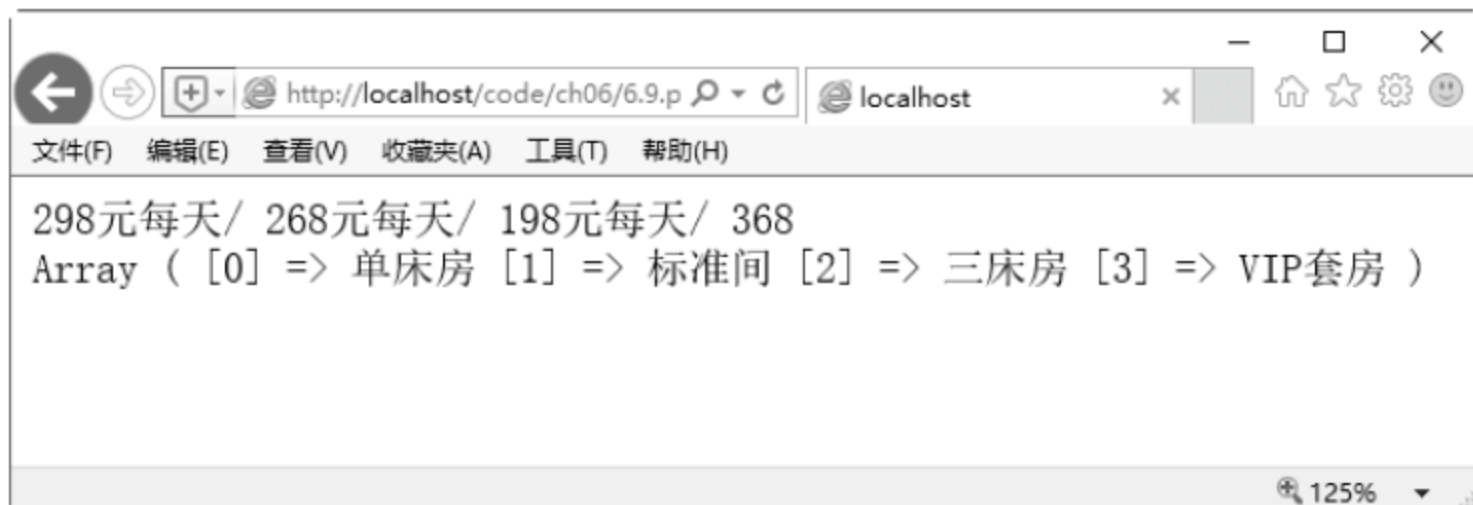 http://localhost/code/ch06/6.9.p
localhost
文件(F) 编辑(E) 查看(V) 收藏夹(A) 工具(T) 帮助(H)
298元每天/ 268元每天/ 198元每天/ 368
Array ( [0] => 单床房 [1] => 标准间 [2] => 三床房 [3] => VIP套房 )
125%